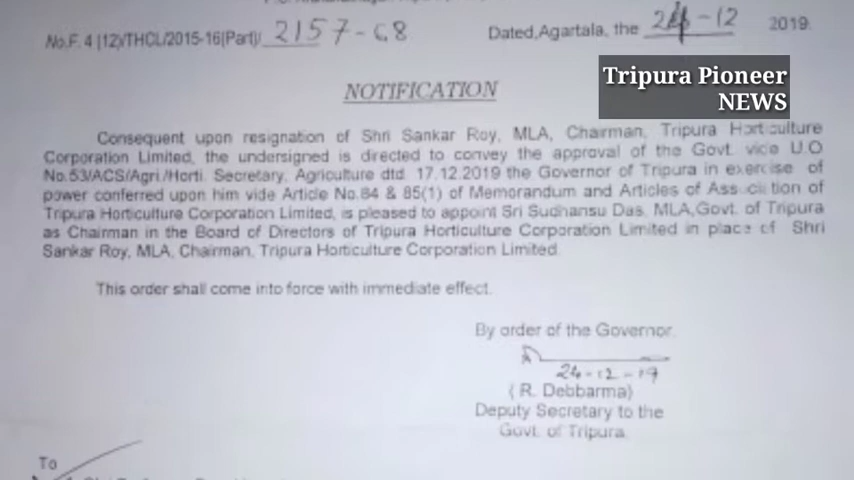 No.F. 4 (12)/THCL/2015-16(Part)/ 2157-68 Dated,Agartala, the 24-12 2019.
Tripura Pioneer
NEWS
NOTIFICATION
Consequent upon resignation of Shri Sankar Roy, MLA, Chairman, Tripura Horticulture
Corporation Limited, the undersigned is directed to convey the approval of the Govt. vice U.O
No.53/ACS/Agri./Horti. Secretary, Agriculture dtd. 17.12.2019 the Governor of Tripura in exercise of
power conferred upon him vide Article No.84 & 85(1) of Memorandum and Articles of Association of
Tripura Horticulture Corporation Limited, is pleased to appoint Sri Sudhansu Das, MLA,Govt. of Tripura
as Chairman in the Board of Directors of Tripura Horticulture Corporation Limited in place of Shri
Sankar Roy, MLA, Chairman, Tripura Horticulture Corporation Limited.
This order shall come into force with immediate effect.
By order of the Governor.
24-12-19
(R. Debbarma)
Deputy Secretary to the
Govt. of Tripura.
To